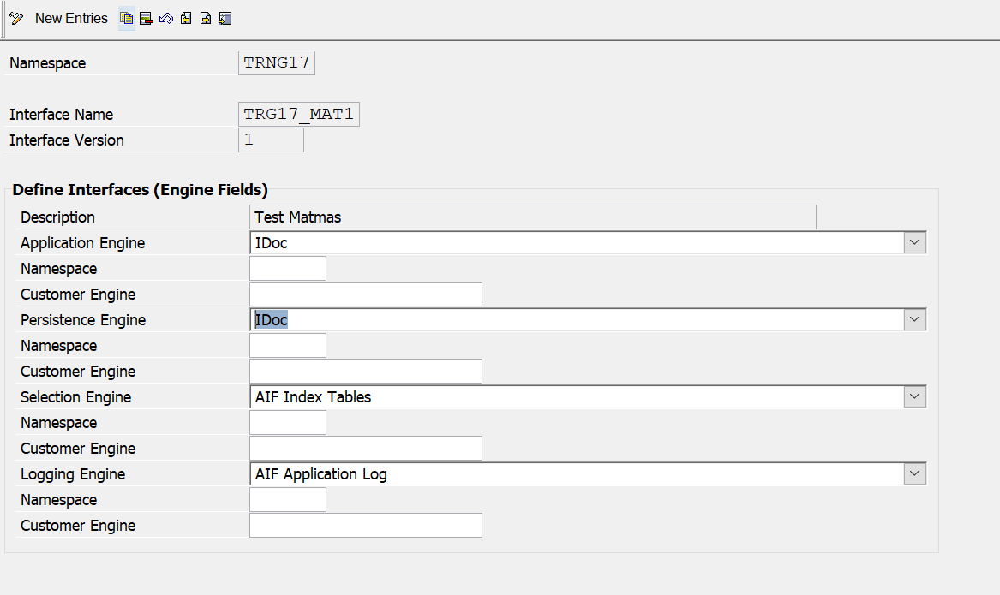 New Entries
Namespace TRNG17
Interface Name TRG17_MAT1
Interface Version 1
Define Interfaces (Engine Fields)
Description Test Matmas
Application Engine IDoc
Namespace
Customer Engine
Persistence Engine IDoc
Namespace
Customer Engine
Selection Engine AIF Index Tables
Namespace
Customer Engine
Logging Engine AIF Application Log
Namespace
Customer Engine